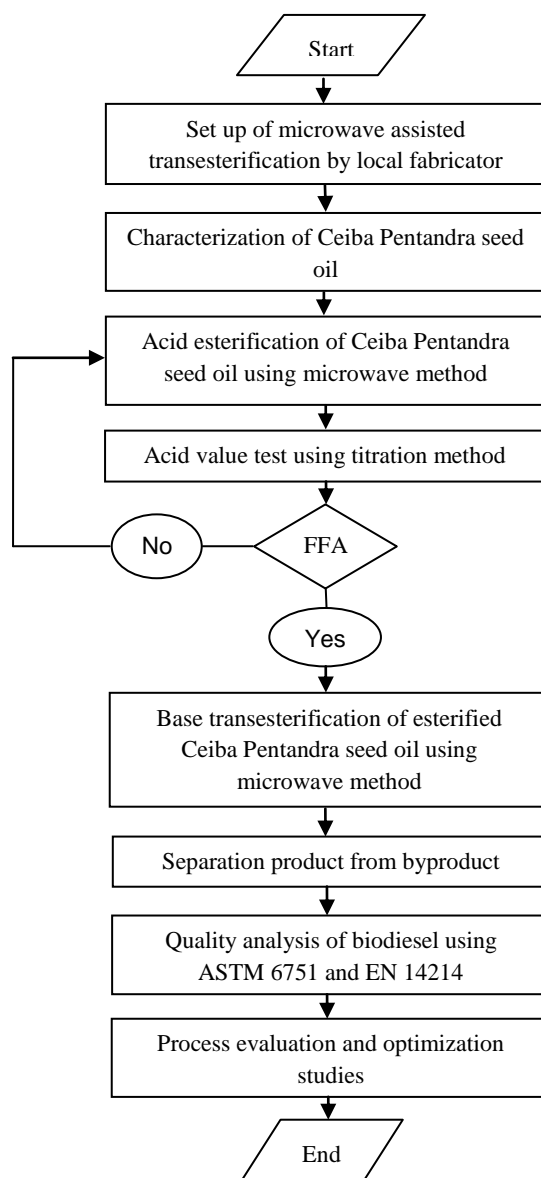 Start
Set up of microwave assisted
transesterification by local fabricator
Characterization of Ceiba Pentandra seed
oil
Acid esterification of Ceiba Pentandra
seed oil using microwave method
Acid value test using titration method
No
FFA
Yes
Base transesterification of esterified
Ceiba Pentandra seed oil using
microwave method
Separation product from byproduct
Quality analysis of biodiesel using
ASTM 6751 and EN 14214
Process evaluation and optimization
studies
End